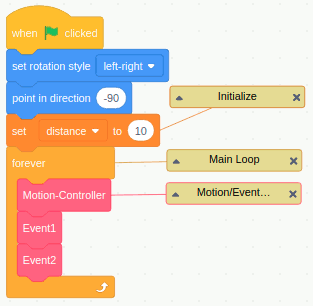 when clicked
set rotation style left-right
point in direction -90
Initialize
set distance to 10
forever
Main Loop
Motion-Controller
Motion/Event...
Event1
Event2